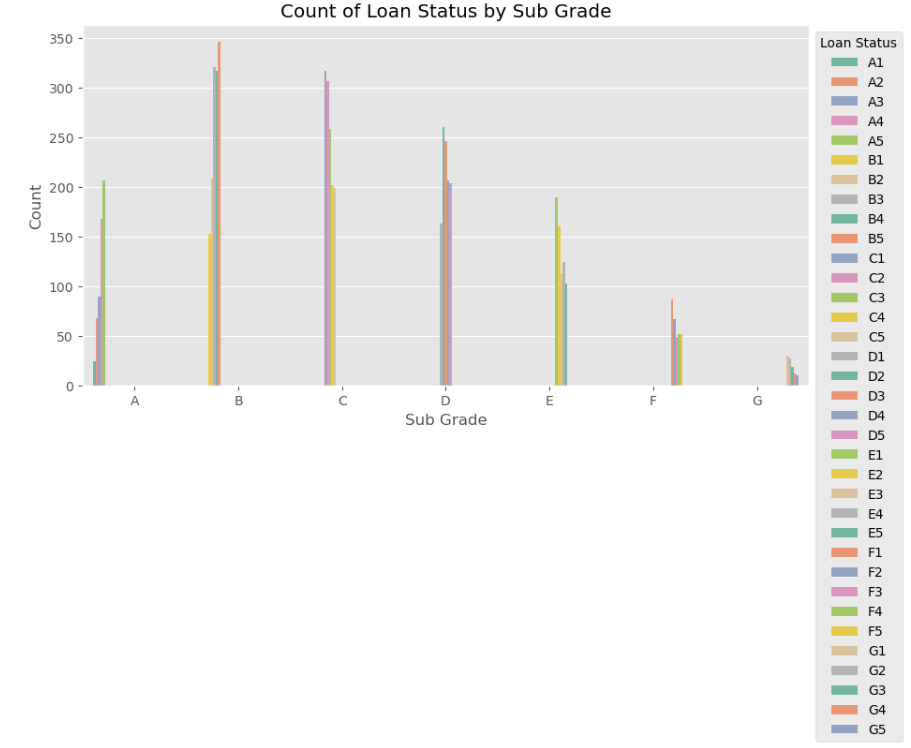 Count of Loan Status by Sub Grade
350
300
250
200
150
100
50
0
Count
A B C D E F G
Sub Grade
Loan Status
A1
A2
A3
A4
A5
B1
B2
B3
B4
B5
C1
C2
C3
C4
C5
D1
D2
D3
D4
D5
E1
E2
E3
E4
E5
F1
F2
F3
F4
F5
G1
G2
G3
G4
G5